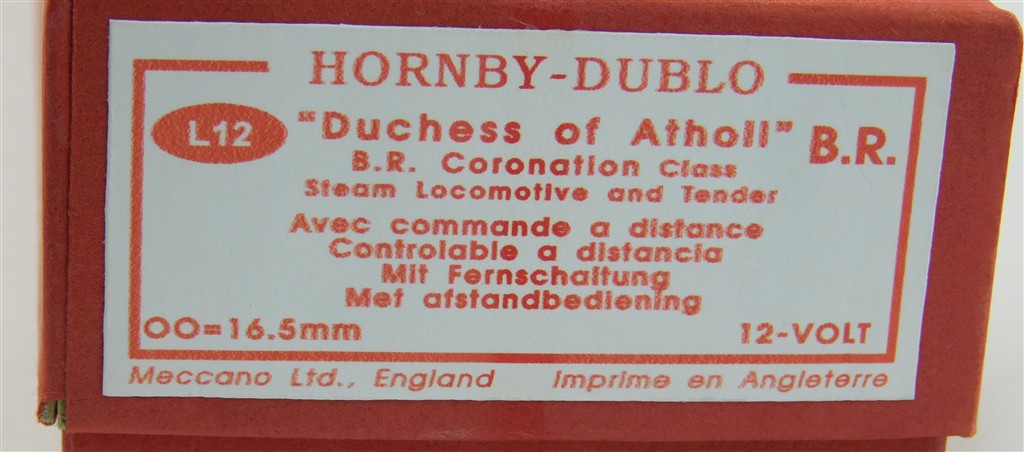 HORNBY-DUBLO
L12 "Duchess of Atholl" B.R.
B.R. Coronation Class
Steam Locomotive and Tender
Avec commande a distance
Controlable a distancia
Mit Fernschaltung
Met afstandbediening
OO=16.5mm 12-VOLT
Meccano Ltd., England Imprime en Angleterre